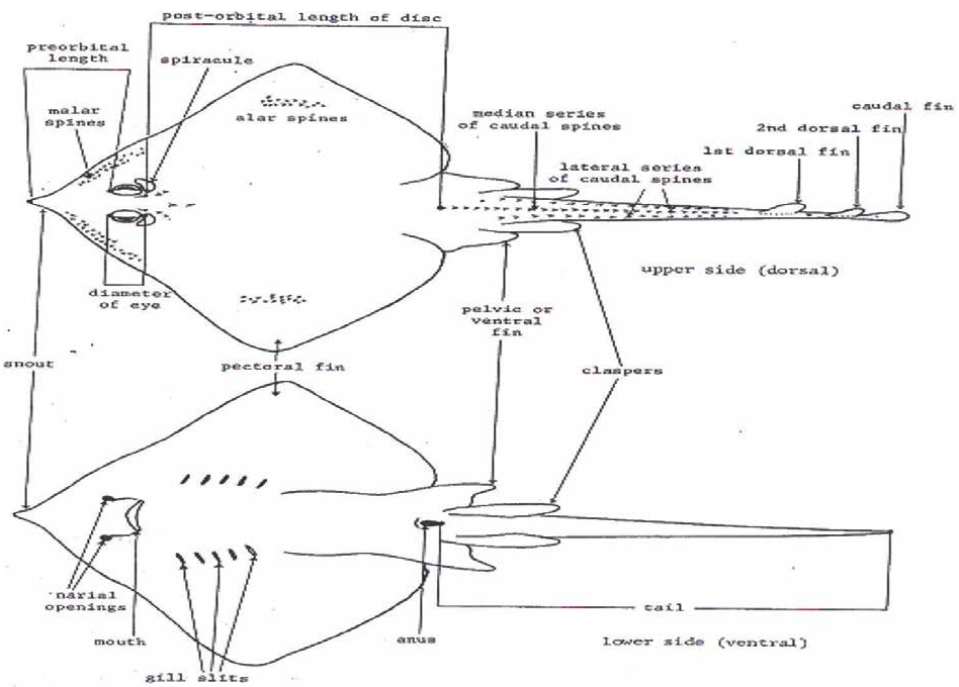 post-orbital length of disc
preorbital
length
spiracule
malar
spines
alar spines
median series
of caudal spines
caudal fin
2nd dorsal fin
1st dorsal fin
lateral series
of caudal spines
upper side (dorsal)
diameter
of eye
pelvic or
ventral
fin
snout
pectoral fin
claspers
narial
openings
mouth
gill slits
anus
tail
lower side (ventral)